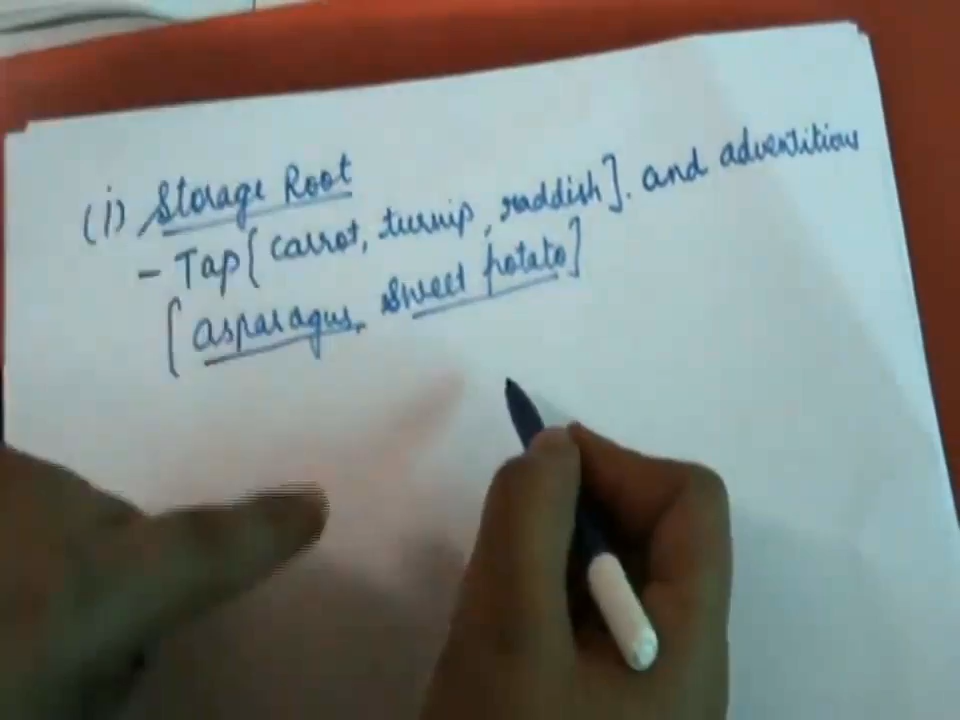 (i) Storage Root
- Tap [carrot, turnip, raddish]. and adventitious
[asparagus, sweet potato]